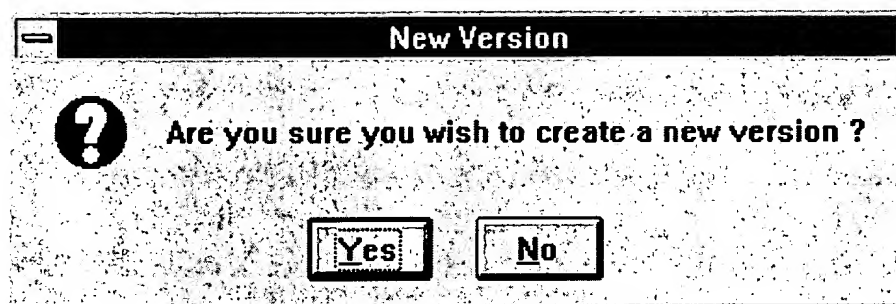 New Version
Are you sure you wish to create a new version ?
Yes
No